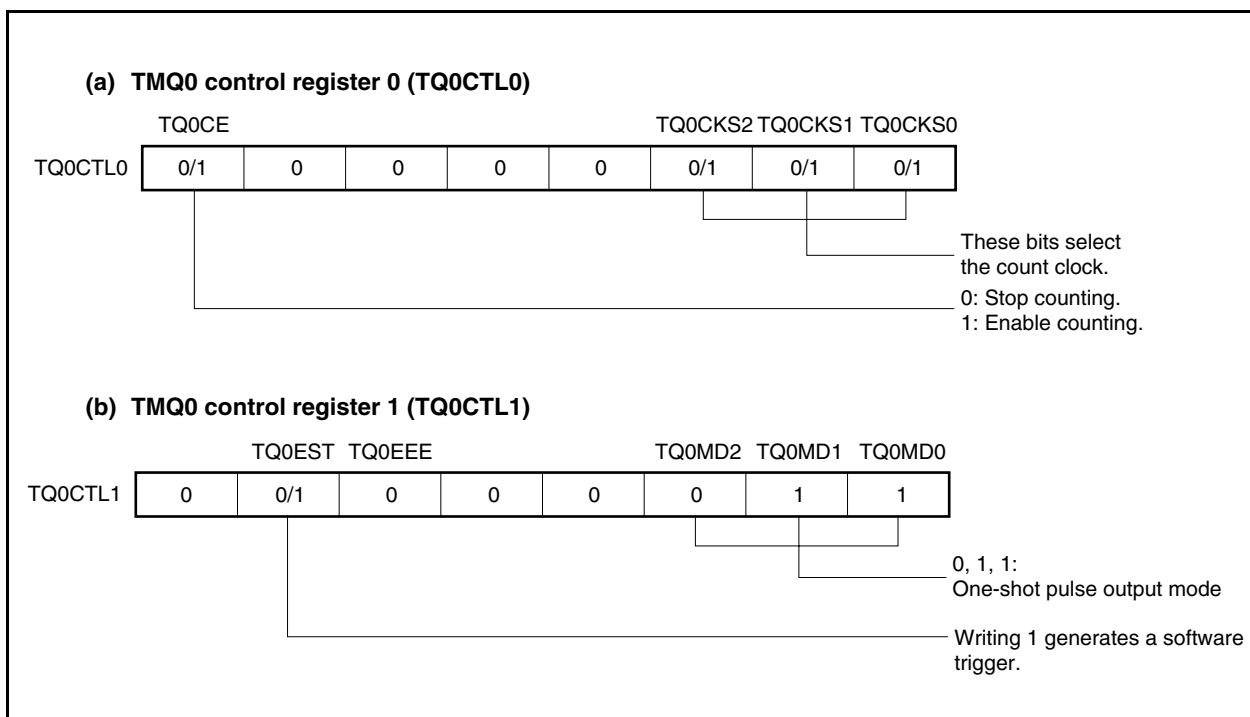 (a) TMQ0 control register 0 (TQ0CTL0)
TQ0CE TQ0CKS2 TQ0CKS1 TQ0CKS0
TQ0CTL0 0/1 0 0 0 0 0/1 0/1 0/1
These bits select
the count clock.
0: Stop counting.
1: Enable counting.
(b) TMQ0 control register 1 (TQ0CTL1)
TQ0EST TQ0EEE TQ0MD2 TQ0MD1 TQ0MD0
TQ0CTL1 0 0/1 0 0 0 0 1 1
0, 1, 1:
One-shot pulse output mode
Writing 1 generates a software
trigger.